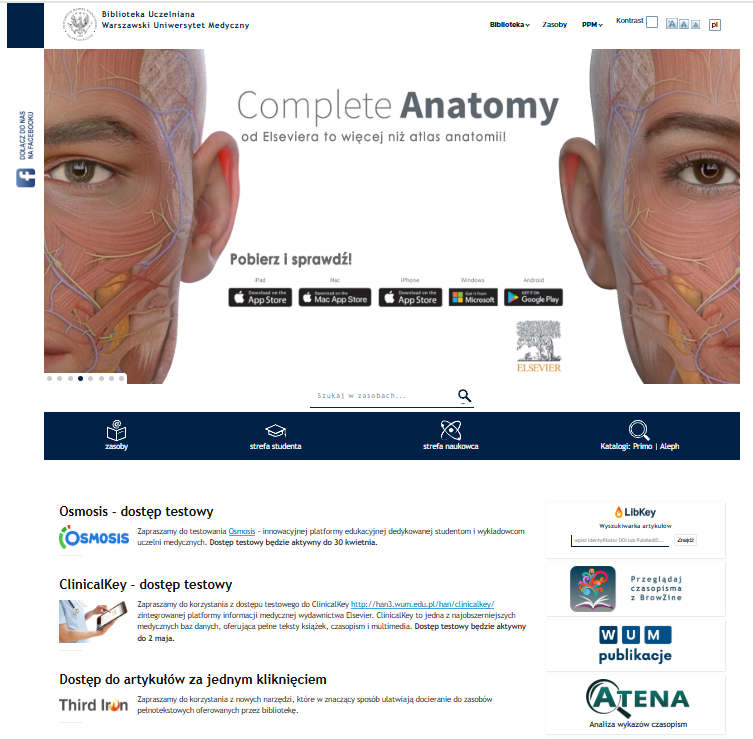 Biblioteka Uczelniana
Warszawski Uniwersytet Medyczny
Biblioteka
Zasoby
PPM
Kontrast
A A A
pl
DOŁĄCZ DO NAS
NA FACEBOOKU
Complete Anatomy
od Elseviera to więcej niż atlas anatomii!
Pobierz i sprawdź!
iPad
Mac
iPhone
Windows
Android
Download on the
App Store
Download on the
Mac App Store
Download on the
App Store
Get it from
Microsoft
GET IT ON
Google Play
ELSEVIER
Szukaj w zasobach...
zasoby
strefa studenta
strefa naukowca
Katalogi: Primo | Aleph
Osmosis - dostęp testowy
OSMOSIS
Zapraszamy do testowania Osmosis - innowacyjnej platformy edukacyjnej dedykowanej studentom i wykładowcom
uczelni medycznych. Dostęp testowy będzie aktywny do 30 kwietnia.
ClinicalKey - dostęp testowy
Zapraszamy do korzystania z dostępu testowego do ClinicalKey http://han3.wum.edu.pl/han/clinicalkey/
zintegrowanej platformy informacji medycznej wydawnictwa Elsevier. ClinicalKey to jedna z najobszerniejszych
medycznych baz danych, oferująca pełne teksty książek, czasopism i multimedia. Dostęp testowy będzie aktywny
do 2 maja.
Dostęp do artykułów za jednym kliknięciem
Third Iron
Zapraszamy do korzystania z nowych narzędzi, które w znaczący sposób ułatwiają docieranie do zasobów
pełnotekstowych oferowanych przez bibliotekę.
LibKey
Wyszukiwarka artykułów
wpisz identyfikator DOI lub PubMedID...
Znajdź
Przeglądaj
czasopisma
z BrowZine
WUM
publikacje
ATENA
Analiza wykazów czasopism